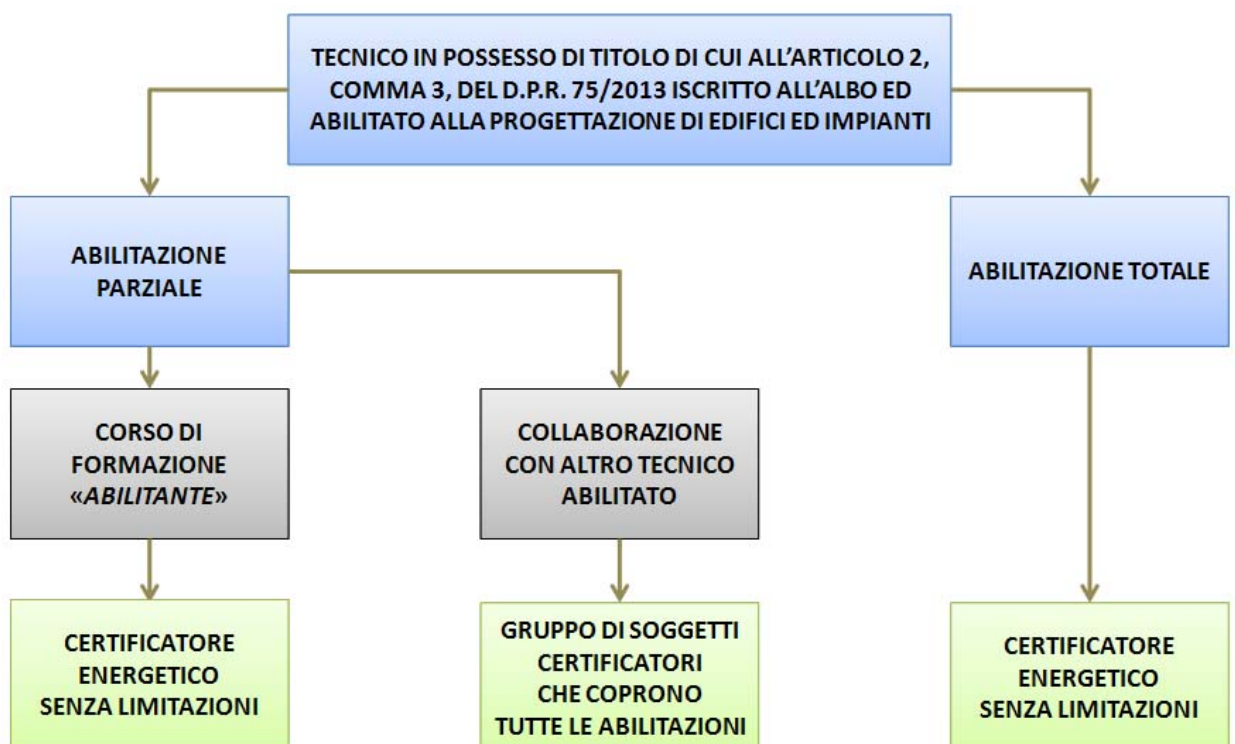 TECNICO IN POSSESSO DI TITOLO DI CUI ALL'ARTICOLO 2,
COMMA 3, DEL D.P.R. 75/2013 ISCRITTO ALL'ALBO ED
ABILITATO ALLA PROGETTAZIONE DI EDIFICI ED IMPIANTI
ABILITAZIONE
PARZIALE
ABILITAZIONE TOTALE
CORSO DI
FORMAZIONE
«ABILITANTE»
COLLABORAZIONE
CON ALTRO TECNICO
ABILITATO
CERTIFICATORE
ENERGETICO
SENZA LIMITAZIONI
GRUPPO DI SOGGETTI
CERTIFICATORI
CHE COPRONO
TUTTE LE ABILITAZIONI
CERTIFICATORE
ENERGETICO
SENZA LIMITAZIONI